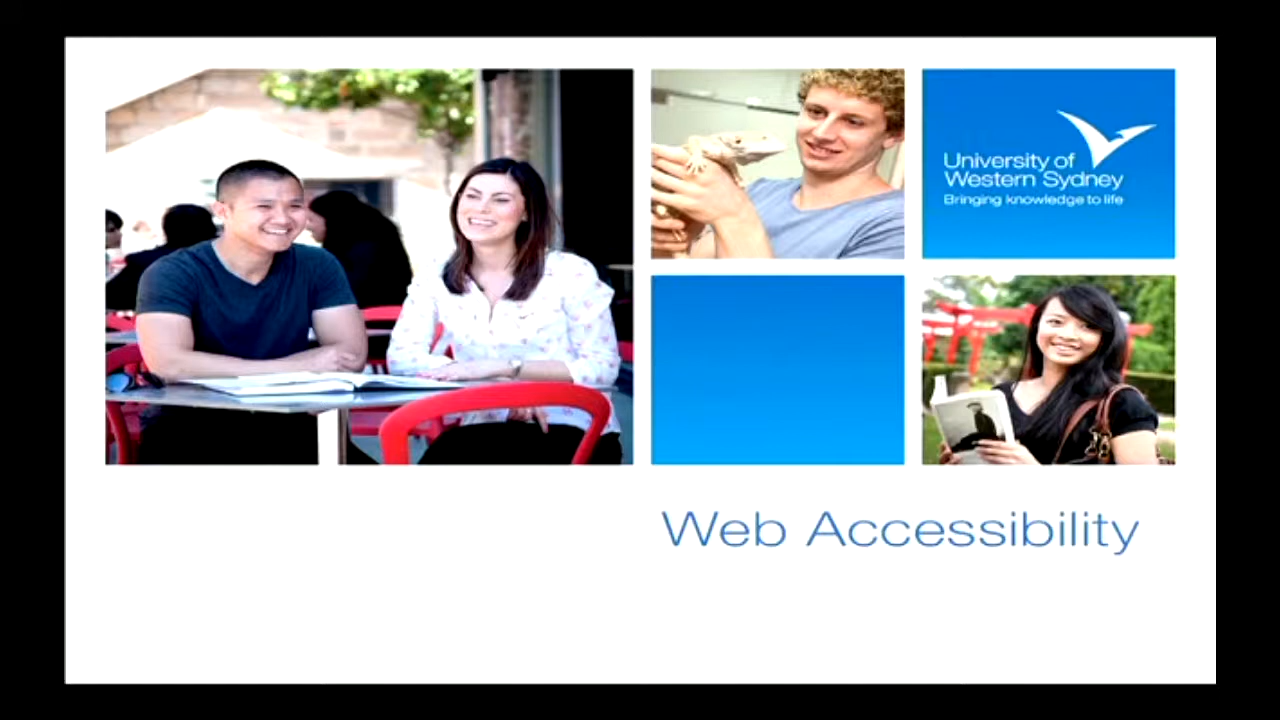 University of
Western Sydney
Bringing knowledge to life
Web Accessibility